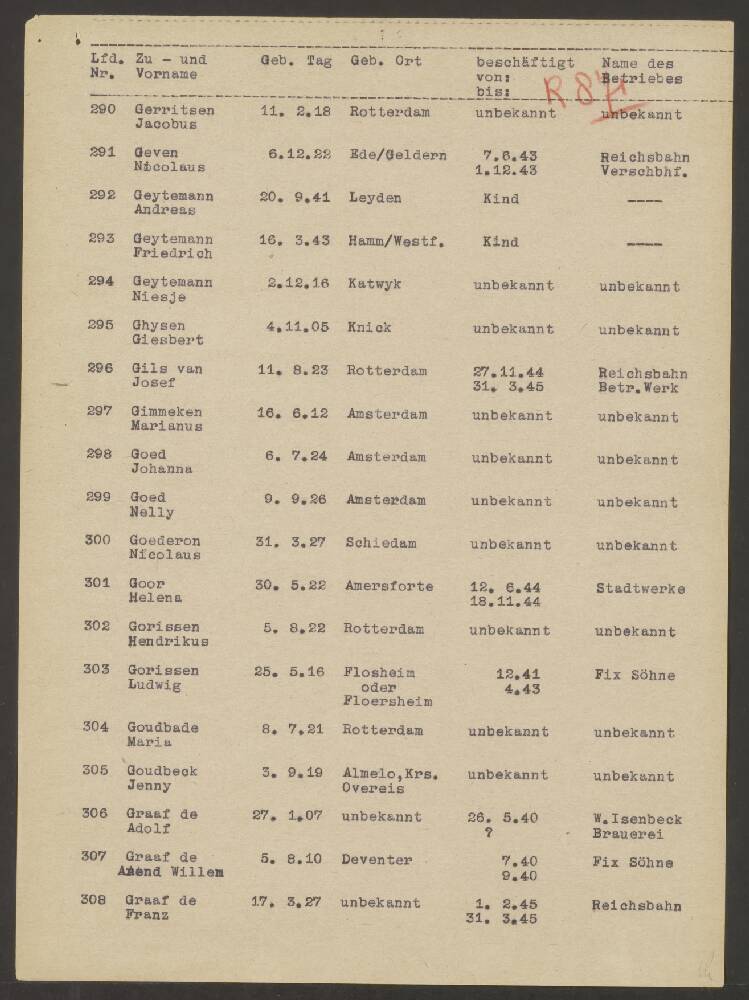 Lfd. Zu - und Geb. Tag Geb. Ort beschäftigt Name des
Nr. Vorname von: Betriebes
bis:
R 87
290 Gerritsen 11. 2.18 Rotterdam unbekannt unbekannt
Jacobus
291 Geven 6.12.22 Ede/Geldern 7.6.43 Reichsbahn
Nicolaus 1.12.43 Verschbhf.
292 Geytemann 20. 9.41 Leyden Kind ----
Andreas
293 Geytemann 16. 3.43 Hamm/Westf. Kind ----
Friedrich
294 Geytemann 2.12.16 Katwyk unbekannt unbekannt
Niesje
295 Ghysen 4.11.05 Knick unbekannt unbekannt
Giesbert
296 Gils van 11. 8.23 Rotterdam 27.11.44 Reichsbahn
Josef 31. 3.45 Betr.Werk
297 Gimmeken 16. 6.12 Amsterdam unbekannt unbekannt
Marianus
298 Goed 6. 7.24 Amsterdam unbekannt unbekannt
Johanna
299 Goed 9. 9.26 Amsterdam unbekannt unbekannt
Nelly
300 Goederon 31. 3.27 Schiedam unbekannt unbekannt
Nicolaus
301 Goor 30. 5.22 Amersforte 12. 6.44 Stadtwerke
Helena 18.11.44
302 Gorissen 5. 8.22 Rotterdam unbekannt unbekannt
Hendrikus
303 Gorissen 25. 5.16 Flosheim 12.41 Fix Söhne
Ludwig oder 4.43
Floersheim
304 Goudbade 8. 7.21 Rotterdam unbekannt unbekannt
Maria
305 Goudbeck 3. 9.19 Almelo,Krs. unbekannt unbekannt
Jenny Overeis
306 Graaf de 27. 1.07 unbekannt 26. 5.40 W.Isenbeck
Adolf ? Brauerei
307 Graaf de 5. 8.10 Deventer 7.40 Fix Söhne
Willem 9.40
308 Graaf de 17. 3.27 unbekannt 1. 2.45 Reichsbahn
Franz 31. 3.45